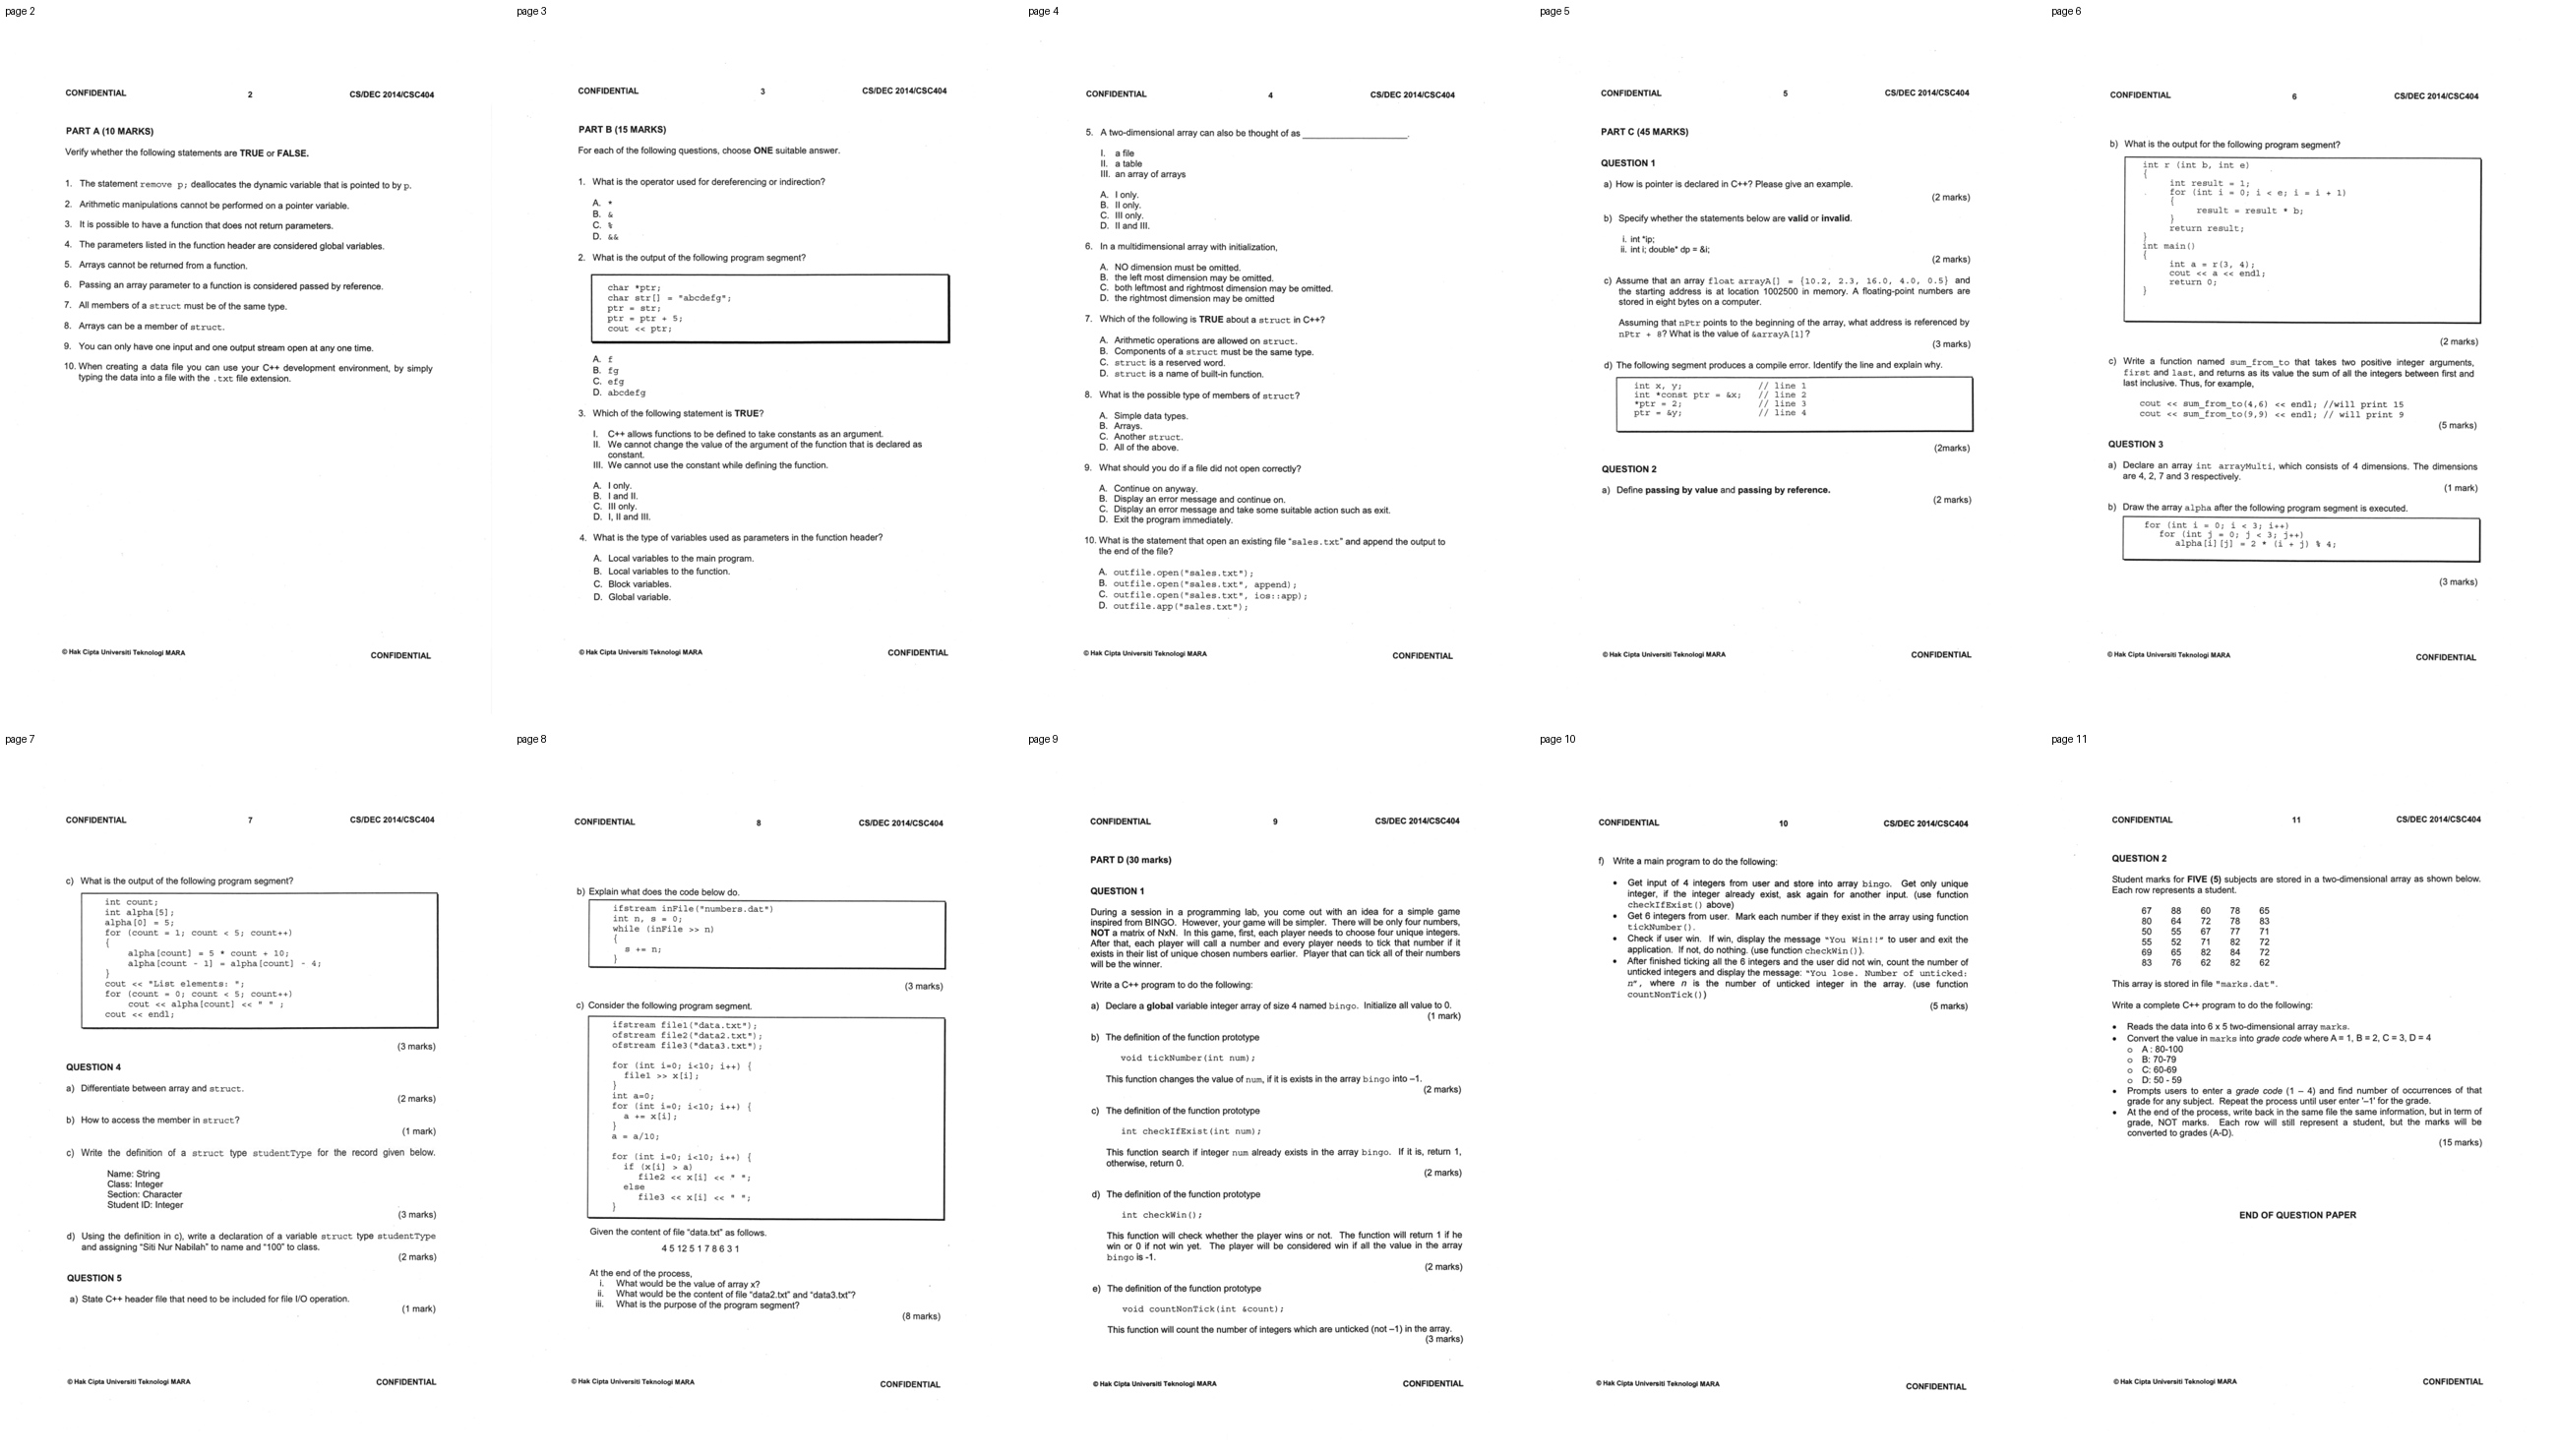 page 2
CONFIDENTIAL 2 CS/DEC 2014/CSC404
PART A (10 MARKS)
Verify whether the following statements are TRUE or FALSE.
1. The statement remove p; deallocates the dynamic variable that is pointed to by p.
2. Arithmetic manipulations cannot be performed on a pointer variable.
3. It is possible to have a function that does not return parameters.
4. The parameters listed in the function header are considered global variables.
5. Arrays cannot be returned from a function.
6. Passing an array parameter to a function is considered passed by reference.
7. All members of a struct must be of the same type.
8. Arrays can be a member of struct.
9. You can only have one input and one output stream open at any one time.
10. When creating a data file you can use your C++ development environment, by simply
typing the data into a file with the .txt file extension.
© Hak Cipta Universiti Teknologi MARA CONFIDENTIAL
page 3
CONFIDENTIAL 3 CS/DEC 2014/CSC404
PART B (15 MARKS)
For each of the following questions, choose ONE suitable answer.
1. What is the operator used for dereferencing or indirection?
A. *
B. &
C. %
D. &&
2. What is the output of the following program segment?
char *ptr;
char str[] = "abcdefg";
ptr = str;
ptr = ptr + 5;
cout << ptr;
A. f
B. fg
C. efg
D. abcdefg
3. Which of the following statement is TRUE?
I. C++ allows functions to be defined to take constants as an argument.
II. We cannot change the value of the argument of the function that is declared as
constant.
III. We cannot use the constant while defining the function.
A. I only.
B. I and II.
C. III only.
D. I, II and III.
4. What is the type of variables used as parameters in the function header?
A. Local variables to the main program.
B. Local variables to the function.
C. Block variables.
D. Global variable.
© Hak Cipta Universiti Teknologi MARA CONFIDENTIAL
page 4
CONFIDENTIAL 4 CS/DEC 2014/CSC404
5. A two-dimensional array can also be thought of as ____________________.
I. a file
II. a table
III. an array of arrays
A. I only.
B. II only.
C. III only.
D. II and III.
6. In a multidimensional array with initialization,
A. NO dimension must be omitted.
B. the left most dimension may be omitted.
C. both leftmost and rightmost dimension may be omitted.
D. the rightmost dimension may be omitted
7. Which of the following is TRUE about a struct in C++?
A. Arithmetic operations are allowed on struct.
B. Components of a struct must be the same type.
C. struct is a reserved word.
D. struct is a name of built-in function.
8. What is the possible type of members of struct?
A. Simple data types.
B. Arrays.
C. Another struct.
D. All of the above.
9. What should you do if a file did not open correctly?
A. Continue on anyway.
B. Display an error message and continue on.
C. Display an error message and take some suitable action such as exit.
D. Exit the program immediately.
10. What is the statement that open an existing file "sales.txt" and append the output to
the end of the file?
A. outfile.open("sales.txt");
B. outfile.open("sales.txt", append);
C. outfile.open("sales.txt", ios::app);
D. outfile.app("sales.txt");
© Hak Cipta Universiti Teknologi MARA CONFIDENTIAL
page 5
CONFIDENTIAL 5 CS/DEC 2014/CSC404
PART C (45 MARKS)
QUESTION 1
a) How is pointer is declared in C++? Please give an example.
(2 marks)
b) Specify whether the statements below are valid or invalid.
i. int *ip;
ii. int i; double* dp = &i;
(2 marks)
c) Assume that an array float arrayA[] = {10.2, 2.3, 16.0, 4.0, 0.5} and
the starting address is at location 1002500 in memory. A floating-point numbers are
stored in eight bytes on a computer.
Assuming that nPtr points to the beginning of the array, what address is referenced by
nPtr + 8? What is the value of &arrayA[1]?
(3 marks)
d) The following segment produces a compile error. Identify the line and explain why.
int x, y; // line 1
int *const ptr = &x; // line 2
*ptr = 2; // line 3
ptr = &y; // line 4
(2marks)
QUESTION 2
a) Define passing by value and passing by reference.
(2 marks)
© Hak Cipta Universiti Teknologi MARA CONFIDENTIAL
page 6
CONFIDENTIAL 6 CS/DEC 2014/CSC404
b) What is the output for the following program segment?
int r (int b, int e)
{
int result = 1;
for (int i = 0; i < e; i = i + 1)
{
result = result * b;
}
return result;
}
int main()
{
int a = r(3, 4);
cout << a << endl;
return 0;
}
(2 marks)
c) Write a function named sum_from_to that takes two positive integer arguments,
first and last, and returns as its value the sum of all the integers between first and
last inclusive. Thus, for example,
cout << sum_from_to(4,6) << endl; //will print 15
cout << sum_from_to(9,9) << endl; // will print 9
(5 marks)
QUESTION 3
a) Declare an array int arrayMulti, which consists of 4 dimensions. The dimensions
are 4, 2, 7 and 3 respectively.
(1 mark)
b) Draw the array alpha after the following program segment is executed.
for (int i = 0; i < 3; i++)
for (int j = 0; j < 3; j++)
alpha[i][j] = 2 * (i + j) % 4;
(3 marks)
© Hak Cipta Universiti Teknologi MARA CONFIDENTIAL
page 7
CONFIDENTIAL 7 CS/DEC 2014/CSC404
c) What is the output of the following program segment?
int count;
int alpha[5];
alpha[0] = 5;
for (count = 1; count < 5; count++)
{
alpha[count] = 5 * count + 10;
alpha[count - 1] = alpha[count] - 4;
}
cout << "List elements: ";
for (count = 0; count < 5; count++)
cout << alpha[count] << " " ;
cout << endl;
(3 marks)
QUESTION 4
a) Differentiate between array and struct.
(2 marks)
b) How to access the member in struct?
(1 mark)
c) Write the definition of a struct type studentType for the record given below.
Name: String
Class: Integer
Section: Character
Student ID: Integer
(3 marks)
d) Using the definition in c), write a declaration of a variable struct type studentType
and assigning "Siti Nur Nabilah" to name and "100" to class.
(2 marks)
QUESTION 5
a) State C++ header file that need to be included for file I/O operation.
(1 mark)
© Hak Cipta Universiti Teknologi MARA CONFIDENTIAL
page 8
CONFIDENTIAL 8 CS/DEC 2014/CSC404
b) Explain what does the code below do.
ifstream inFile("numbers.dat")
int n, s = 0;
while (inFile >> n)
{
s += n;
}
(3 marks)
c) Consider the following program segment.
ifstream file1("data.txt");
ofstream file2("data2.txt");
ofstream file3("data3.txt");
for (int i=0; i<10; i++) {
file1 >> x[i];
}
int a=0;
for (int i=0; i<10; i++) {
a += x[i];
}
a = a/10;
for (int i=0; i<10; i++) {
if (x[i] > a)
file2 << x[i] << " ";
else
file3 << x[i] << " ";
}
Given the content of file "data.txt" as follows.
4 5 12 5 1 7 8 6 3 1
At the end of the process,
i. What would be the value of array x?
ii. What would be the content of file "data2.txt" and "data3.txt"?
iii. What is the purpose of the program segment?
(8 marks)
© Hak Cipta Universiti Teknologi MARA CONFIDENTIAL
page 9
CONFIDENTIAL 9 CS/DEC 2014/CSC404
PART D (30 marks)
QUESTION 1
During a session in a programming lab, you come out with an idea for a simple game
inspired from BINGO. However, your game will be simpler. There will be only four numbers,
NOT a matrix of NxN. In this game, first, each player needs to choose four unique integers.
After that, each player will call a number and every player needs to tick that number if it
exists in their list of unique chosen numbers earlier. Player that can tick all of their numbers
will be the winner.
Write a C++ program to do the following:
a) Declare a global variable integer array of size 4 named bingo. Initialize all value to 0.
(1 mark)
b) The definition of the function prototype
void tickNumber(int num);
This function changes the value of num, if it is exists in the array bingo into –1.
(2 marks)
c) The definition of the function prototype
int checkIfExist(int num);
This function search if integer num already exists in the array bingo. If it is, return 1,
otherwise, return 0.
(2 marks)
d) The definition of the function prototype
int checkWin();
This function will check whether the player wins or not. The function will return 1 if he
win or 0 if not win yet. The player will be considered win if all the value in the array
bingo is -1.
(2 marks)
e) The definition of the function prototype
void countNonTick(int &count);
This function will count the number of integers which are unticked (not –1) in the array.
(3 marks)
© Hak Cipta Universiti Teknologi MARA CONFIDENTIAL
page 10
CONFIDENTIAL 10 CS/DEC 2014/CSC404
f) Write a main program to do the following:
• Get input of 4 integers from user and store into array bingo. Get only unique
integer, if the integer already exist, ask again for another input. (use function
checkIfExist() above)
• Get 6 integers from user. Mark each number if they exist in the array using function
tickNumber().
• Check if user win. If win, display the message "You Win!!" to user and exit the
application. If not, do nothing. (use function checkWin()).
• After finished ticking all the 6 integers and the user did not win, count the number of
unticked integers and display the message: "You lose. Number of unticked:
n", where n is the number of unticked integer in the array. (use function
countNonTick())
(5 marks)
© Hak Cipta Universiti Teknologi MARA CONFIDENTIAL
page 11
CONFIDENTIAL 11 CS/DEC 2014/CSC404
QUESTION 2
Student marks for FIVE (5) subjects are stored in a two-dimensional array as shown below.
Each row represents a student.
67 88 60 78 65
80 64 72 78 83
50 55 67 77 71
55 52 71 82 72
69 65 82 84 72
83 76 62 82 62
This array is stored in file "marks.dat".
Write a complete C++ program to do the following:
• Reads the data into 6 x 5 two-dimensional array marks.
• Convert the value in marks into grade code where A = 1, B = 2, C = 3, D = 4
o A : 80-100
o B: 70-79
o C: 60-69
o D: 50 - 59
• Prompts users to enter a grade code (1 – 4) and find number of occurrences of that
grade for any subject. Repeat the process until user enter '–1' for the grade.
• At the end of the process, write back in the same file the same information, but in term of
grade, NOT marks. Each row will still represent a student, but the marks will be
converted to grades (A-D).
(15 marks)
END OF QUESTION PAPER
© Hak Cipta Universiti Teknologi MARA CONFIDENTIAL